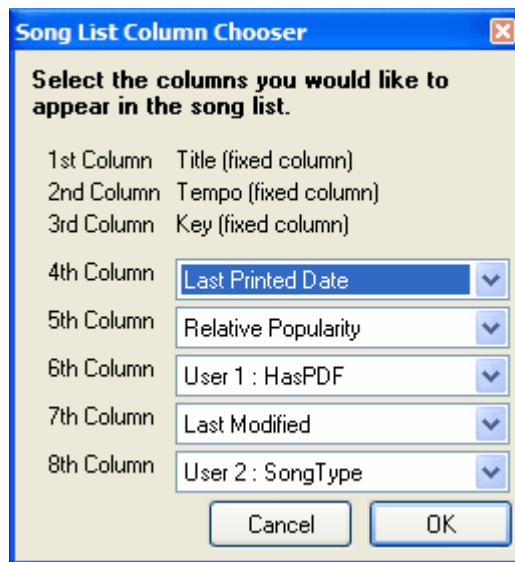 Song List Column Chooser
Select the columns you would like to
appear in the song list.
1st Column Title (fixed column)
2nd Column Tempo (fixed column)
3rd Column Key (fixed column)
4th Column Last Printed Date
5th Column Relative Popularity
6th Column User 1 : HasPDF
7th Column Last Modified
8th Column User 2 : SongType
Cancel OK